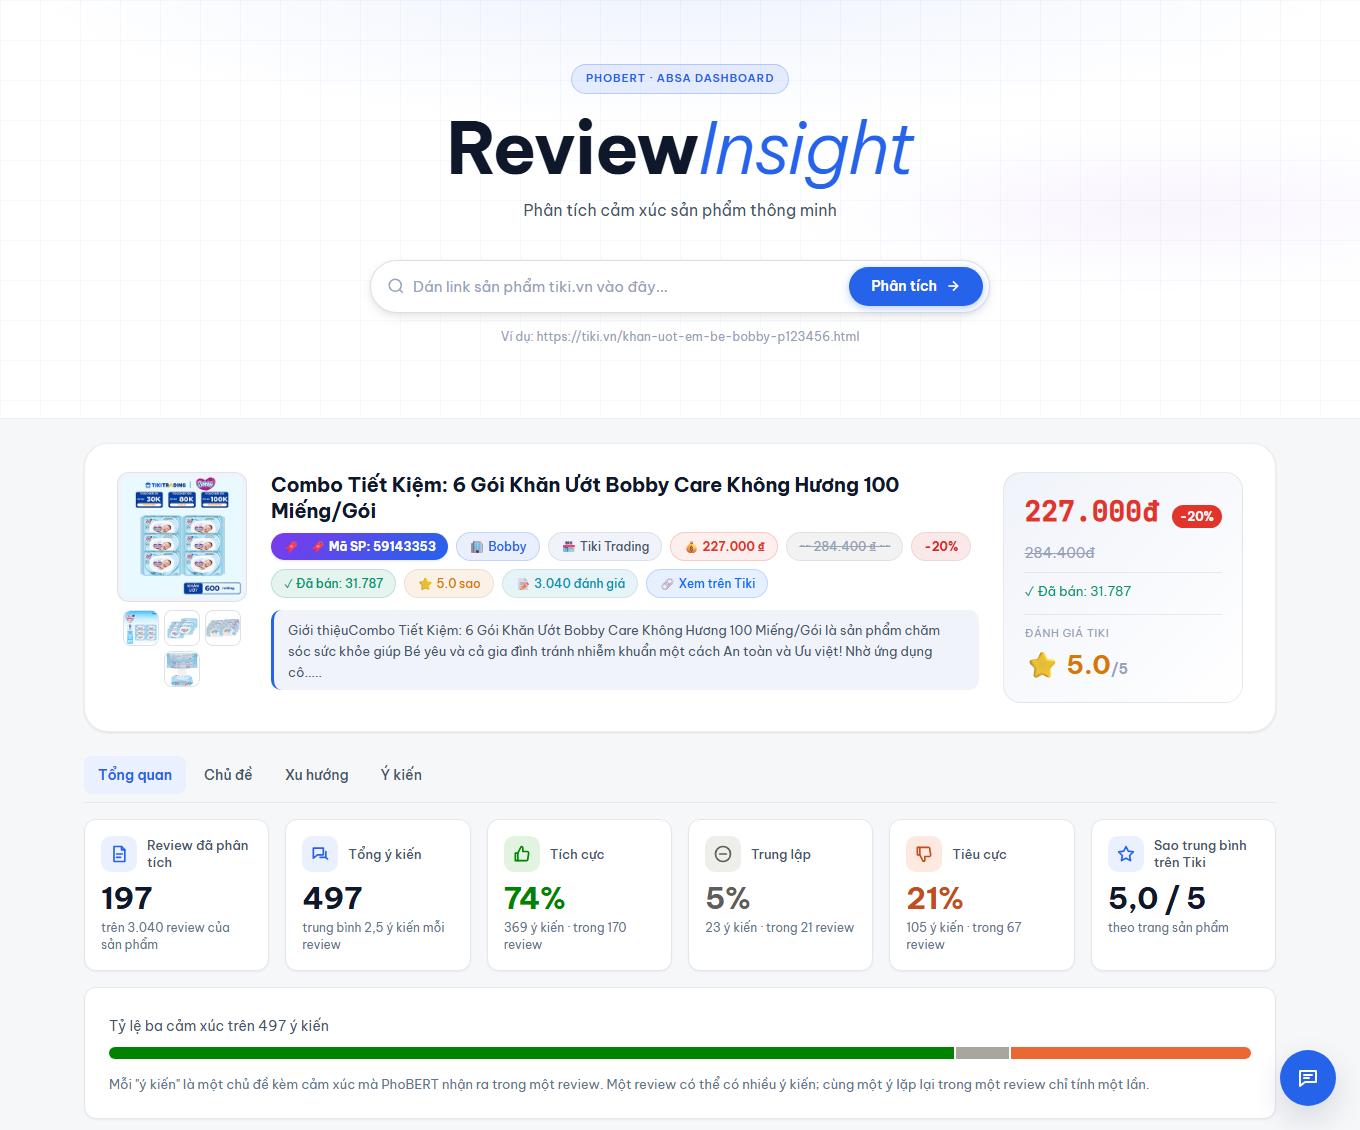 PHOBERT · ABSA DASHBOARD
ReviewInsight
Phân tích cảm xúc sản phẩm thông minh
Dán link sản phẩm tiki.vn vào đây...
Phân tích →
Ví dụ: https://tiki.vn/khan-uot-em-be-bobby-p123456.html
TIKI TRADING
30K
80K
100K
600
Combo Tiết Kiệm: 6 Gói Khăn Ướt Bobby Care Không Hương 100
Miếng/Gói
Mã SP: 59143353
Bobby
Tiki Trading
227.000 ₫
~~ 284.400 ₫ ~~
-20%
✓ Đã bán: 31.787
5.0 sao
3.040 đánh giá
Xem trên Tiki
Giới thiệuCombo Tiết Kiệm: 6 Gói Khăn Ướt Bobby Care Không Hương 100 Miếng/Gói là sản phẩm chăm
sóc sức khỏe giúp Bé yêu và cả gia đình tránh nhiễm khuẩn một cách An toàn và Ưu việt! Nhờ ứng dụng
cô.....
227.000đ
-20%
284.400đ
✓ Đã bán: 31.787
ĐÁNH GIÁ TIKI
5.0/5
Tổng quan
Chủ đề
Xu hướng
Ý kiến
Review đã phân
tích
197
trên 3.040 review của
sản phẩm
Tổng ý kiến
497
trung bình 2,5 ý kiến mỗi
review
Tích cực
74%
369 ý kiến · trong 170
review
Trung lập
5%
23 ý kiến · trong 21 review
Tiêu cực
21%
105 ý kiến · trong 67
review
Sao trung bình
trên Tiki
5,0 / 5
theo trang sản phẩm
Tỷ lệ ba cảm xúc trên 497 ý kiến
Mỗi "ý kiến" là một chủ đề kèm cảm xúc mà PhoBERT nhận ra trong một review. Một review có thể có nhiều ý kiến; cùng một ý lặp lại trong một review chỉ tính một lần.